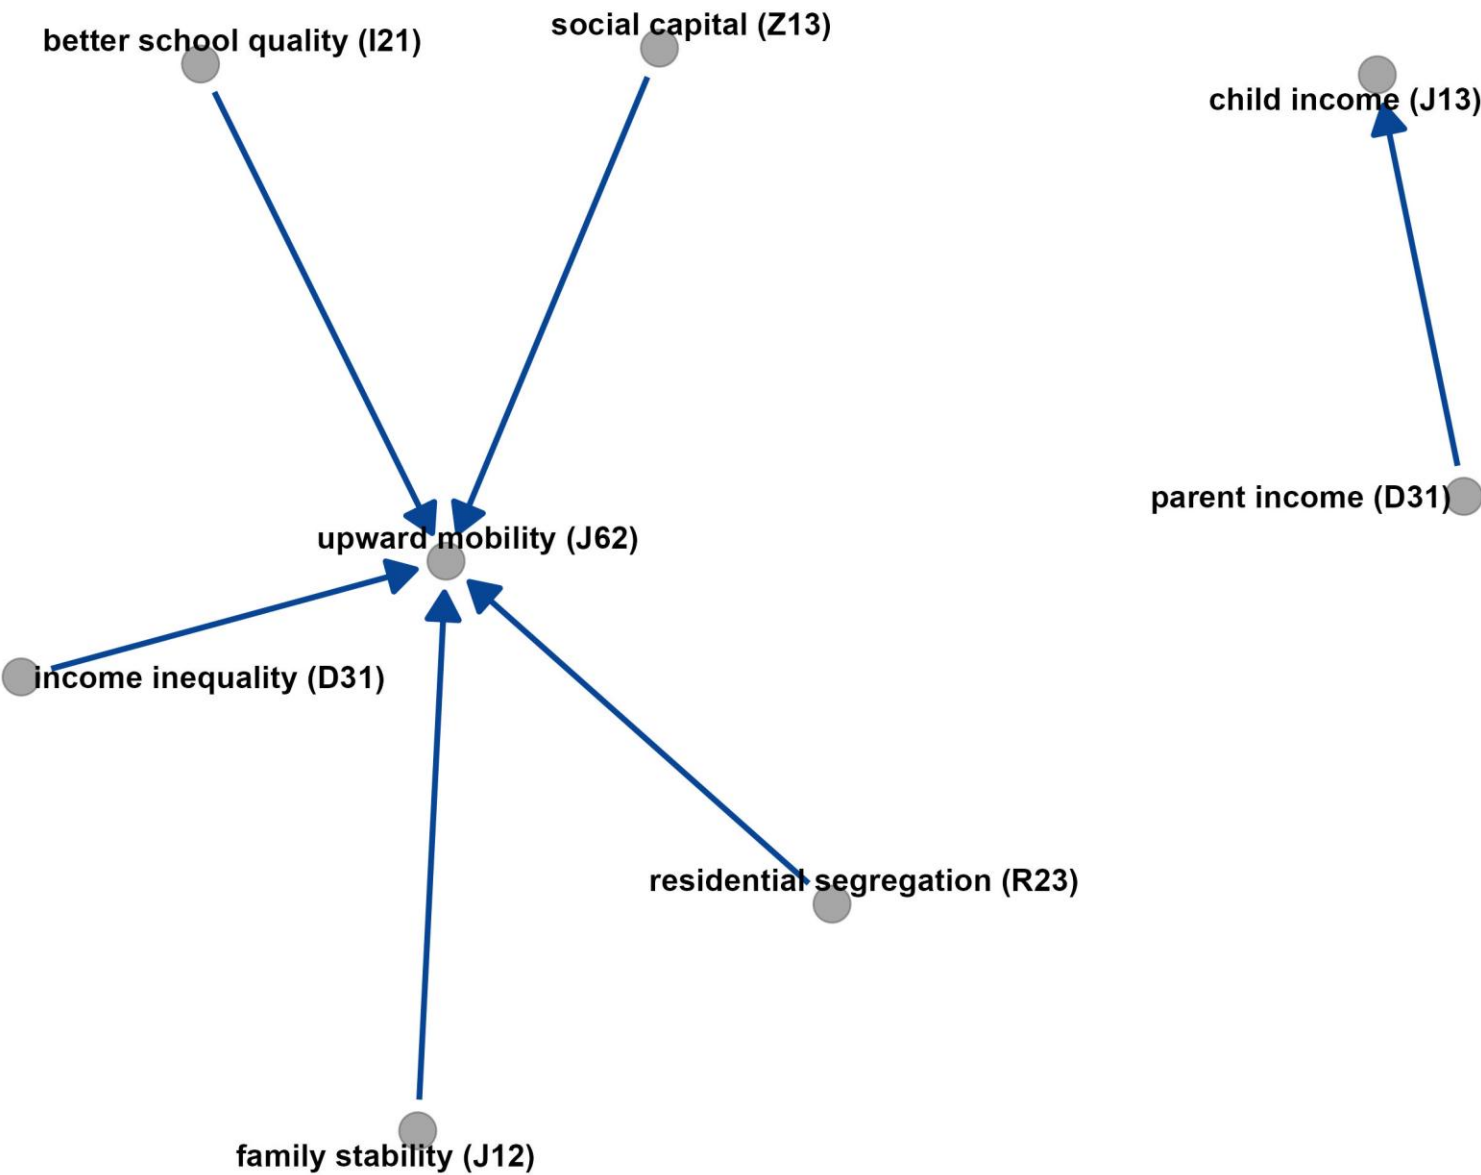 better school quality (I21)
social capital (Z13)
child income (J13)
parent income (D31)
upward mobility (J62)
income inequality (D31)
residential segregation (R23)
family stability (J12)